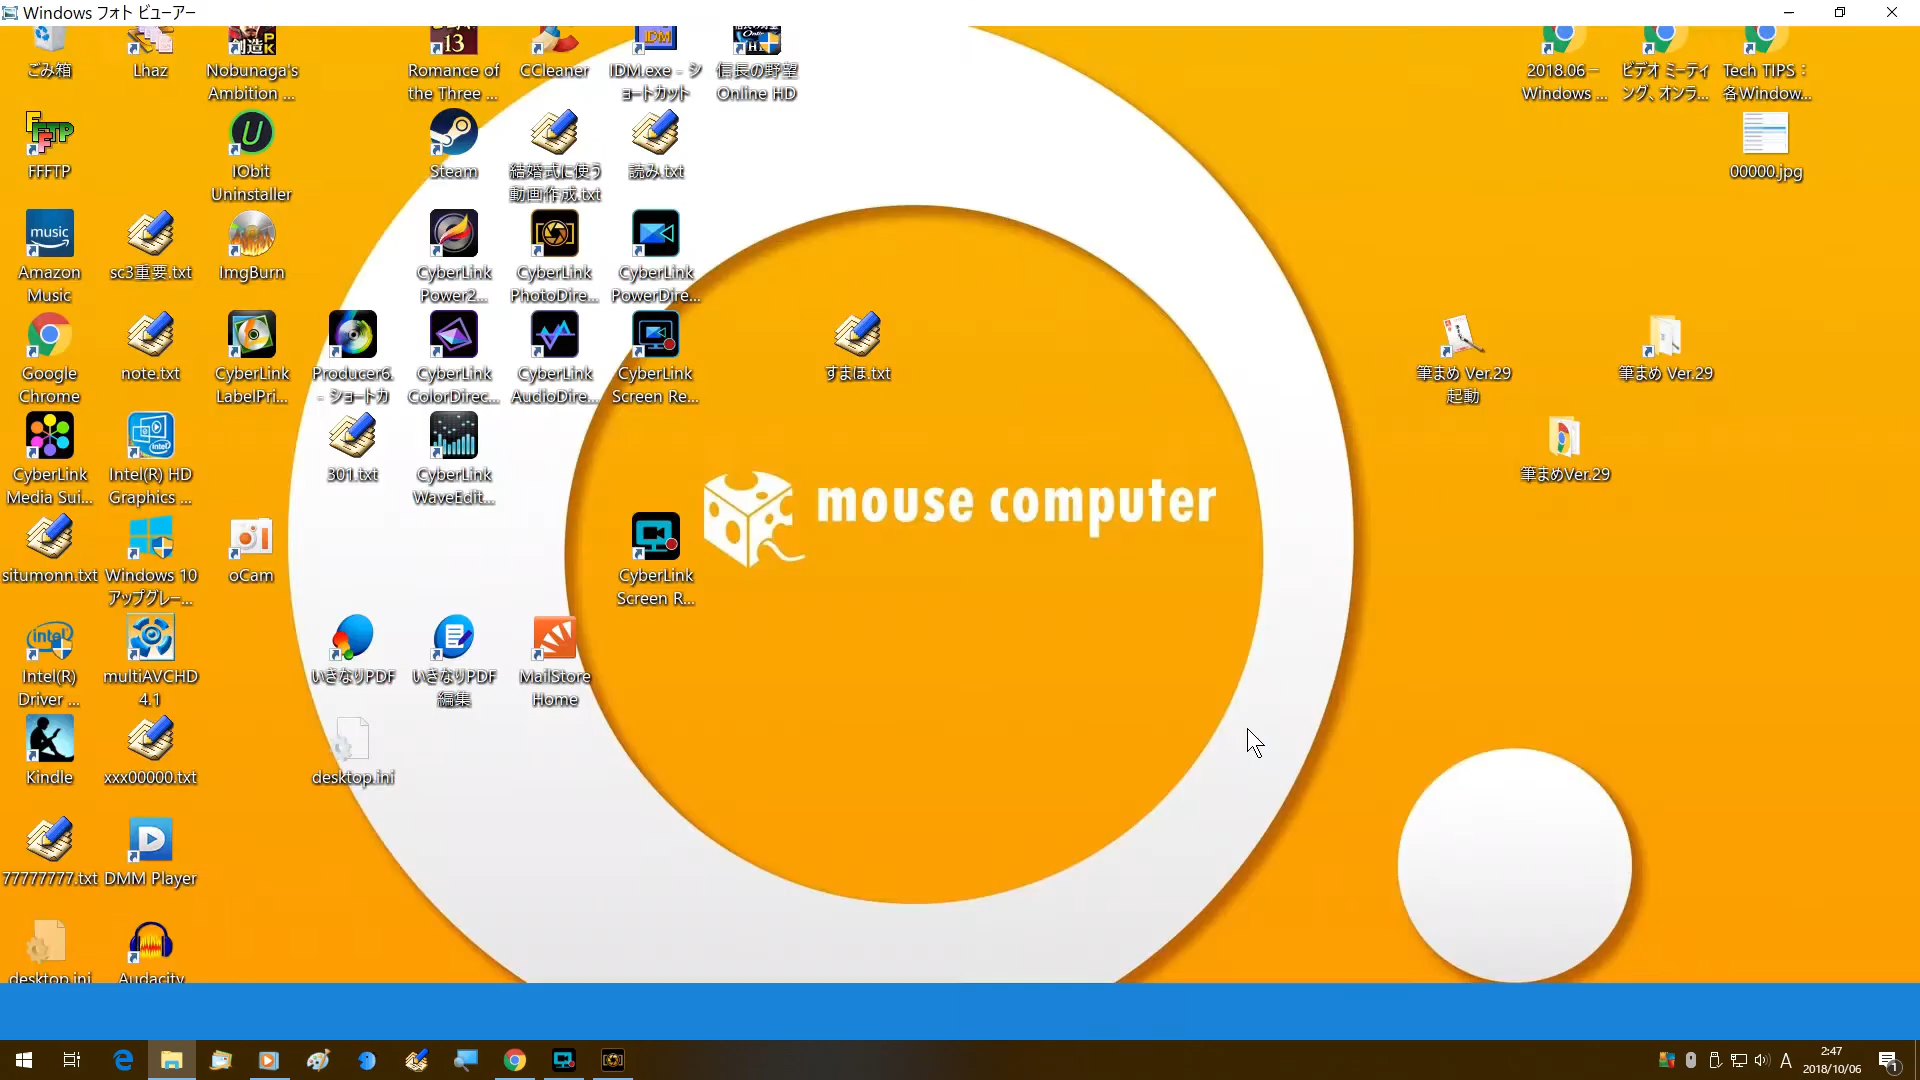 Windows フォト ビューアー
ごみ箱
Lhaz
Nobunaga's
Ambition ...
創造PK
Romance of
the Three ...
13
CCleaner
IDM.exe - シ
ョートカット
IDM
信長の野望
Online HD
2018.06－
Windows ...
ビデオ ミーティ
ング、オンラ...
Tech TIPS：
各Window...
FFFTP
IObit
Uninstaller
Steam
結婚式に使う
動画作成.txt
読み.txt
00000.jpg
music
Amazon
Music
sc3重要.txt
ImgBurn
CyberLink
Power2...
CyberLink
PhotoDire...
CyberLink
PowerDire...
Google
Chrome
note.txt
CyberLink
LabelPri...
Producer6.
- ショートカ
CyberLink
ColorDirec...
CyberLink
AudioDire...
CyberLink
Screen Re...
すまほ.txt
筆まめ Ver.29
起動
筆まめ Ver.29
CyberLink
Media Sui...
Intel(R) HD
Graphics ...
301.txt
CyberLink
WaveEdit...
筆まめVer.29
mouse computer
situmonn.txt
Windows 10
アップグレー...
oCam
CyberLink
Screen R...
Intel(R)
Driver ...
multiAVCHD
4.1
いきなりPDF
いきなりPDF
編集
MailStore
Home
Kindle
xxx00000.txt
desktop.ini
77777777.txt
DMM Player
desktop.ini
Audacity
A
2:47
2018/10/06
1